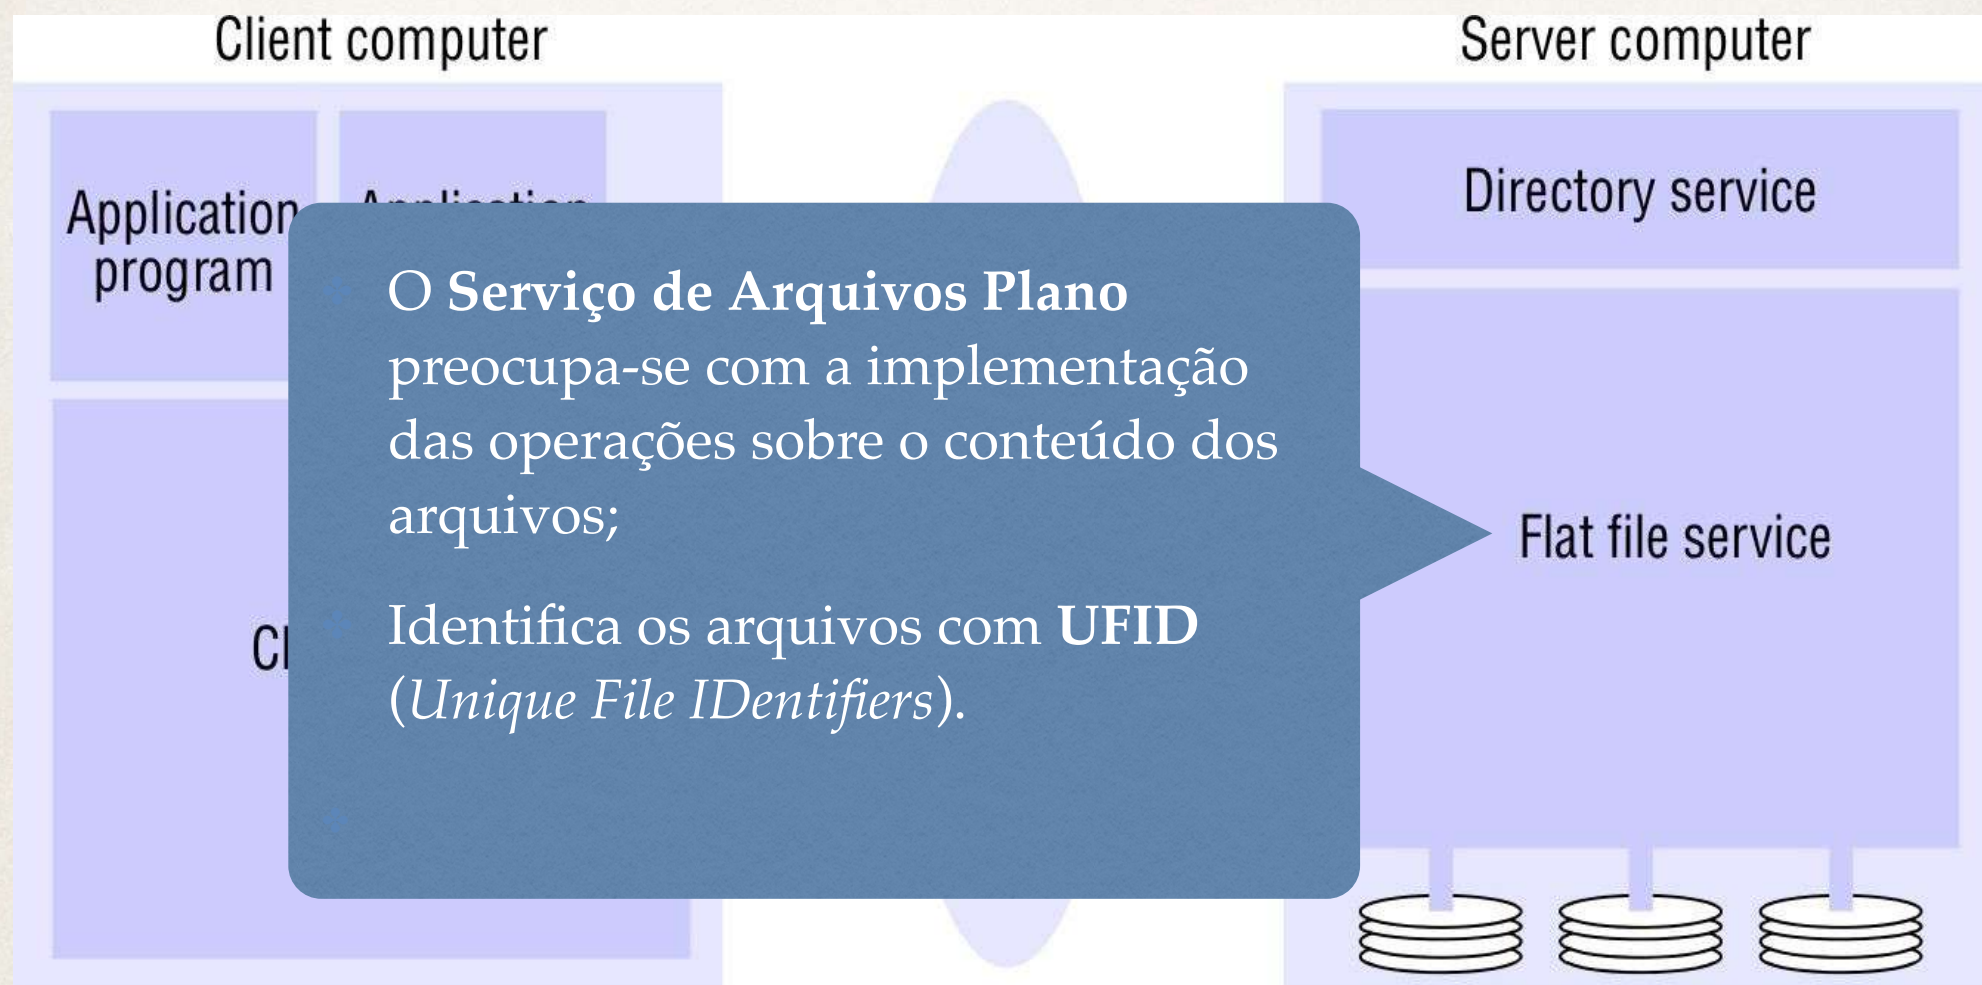 Client computer
Server computer
Application
program
Application
Directory service
O Serviço de Arquivos Plano
preocupa-se com a implementação
das operações sobre o conteúdo dos
arquivos;
Identifica os arquivos com UFID
(Unique File IDentifiers).
Flat file service